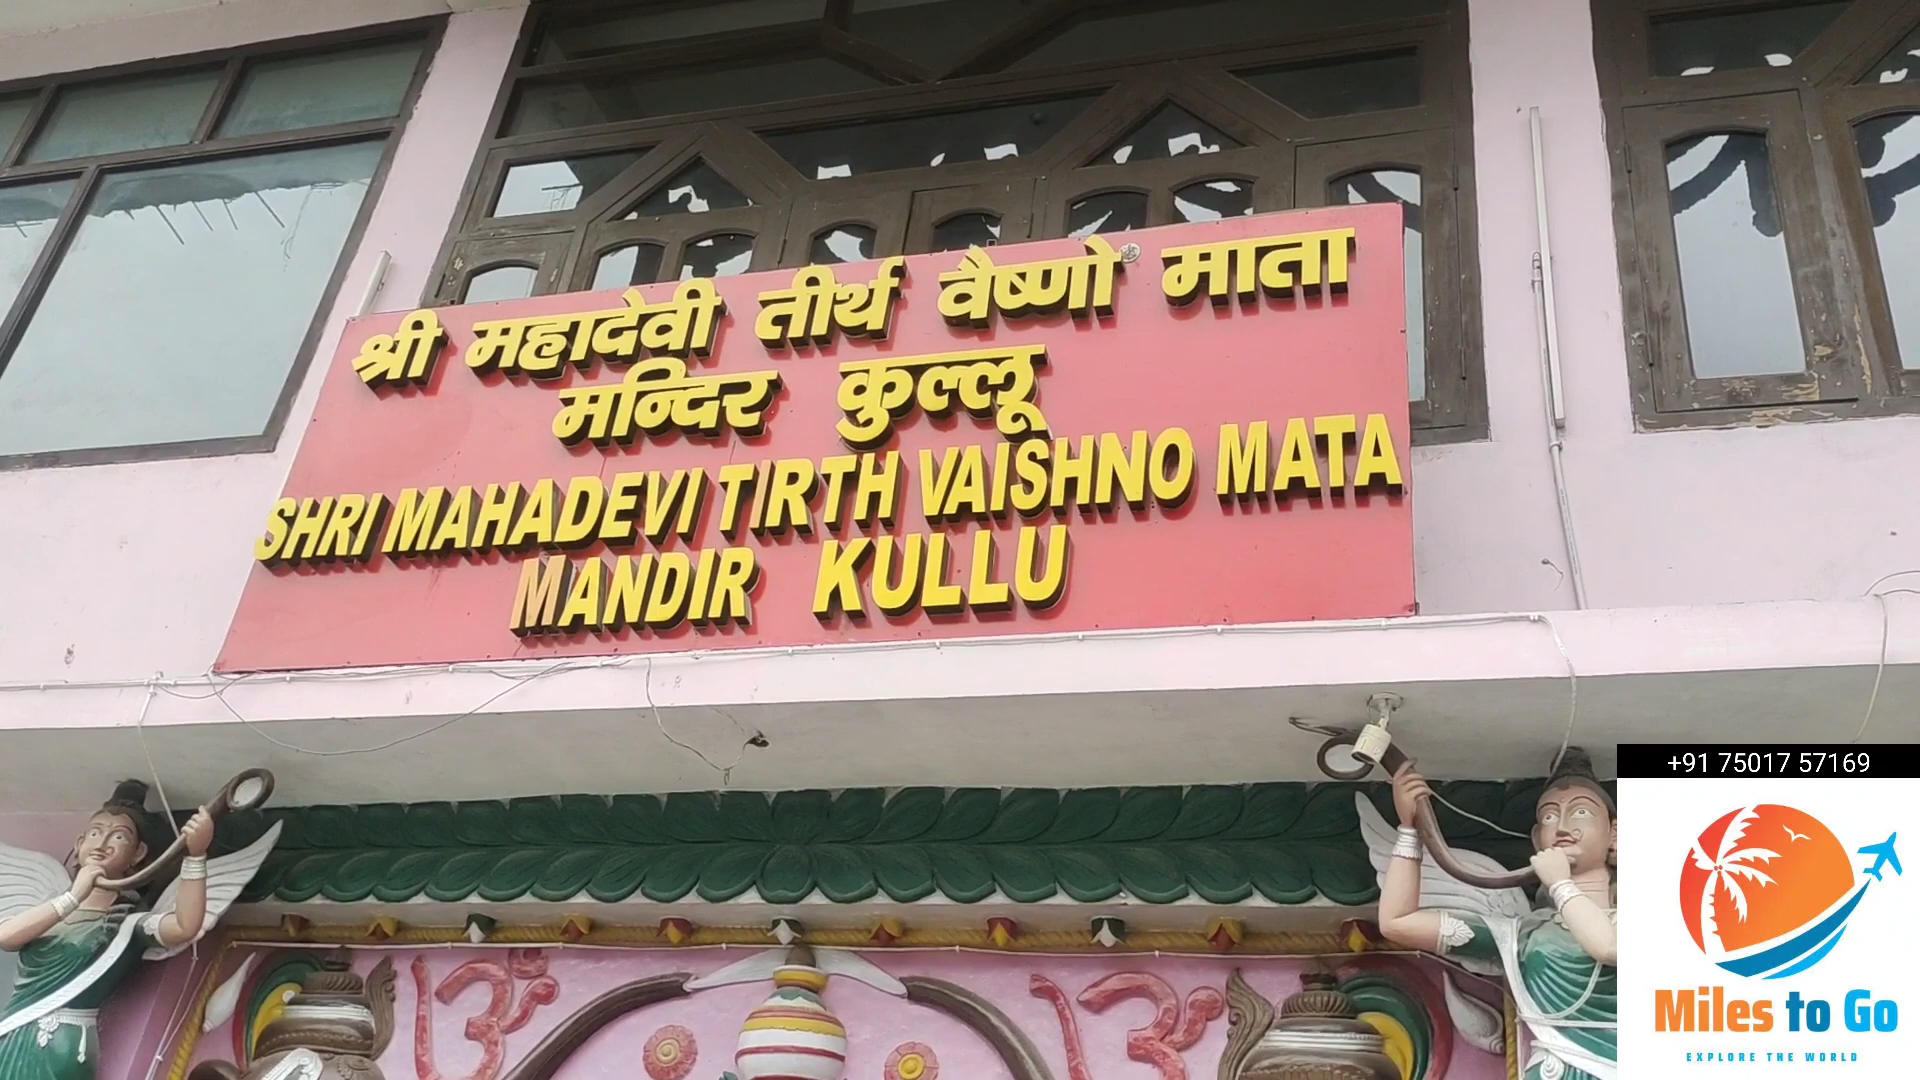 श्री महादेवी तीर्थ वैष्णो माता
मन्दिर कुल्लू
SHRI MAHADEVI TIRTH VAISHNO MATA
MANDIR KULLU
+91 75017 57169
Miles to Go
EXPLORE THE WORLD